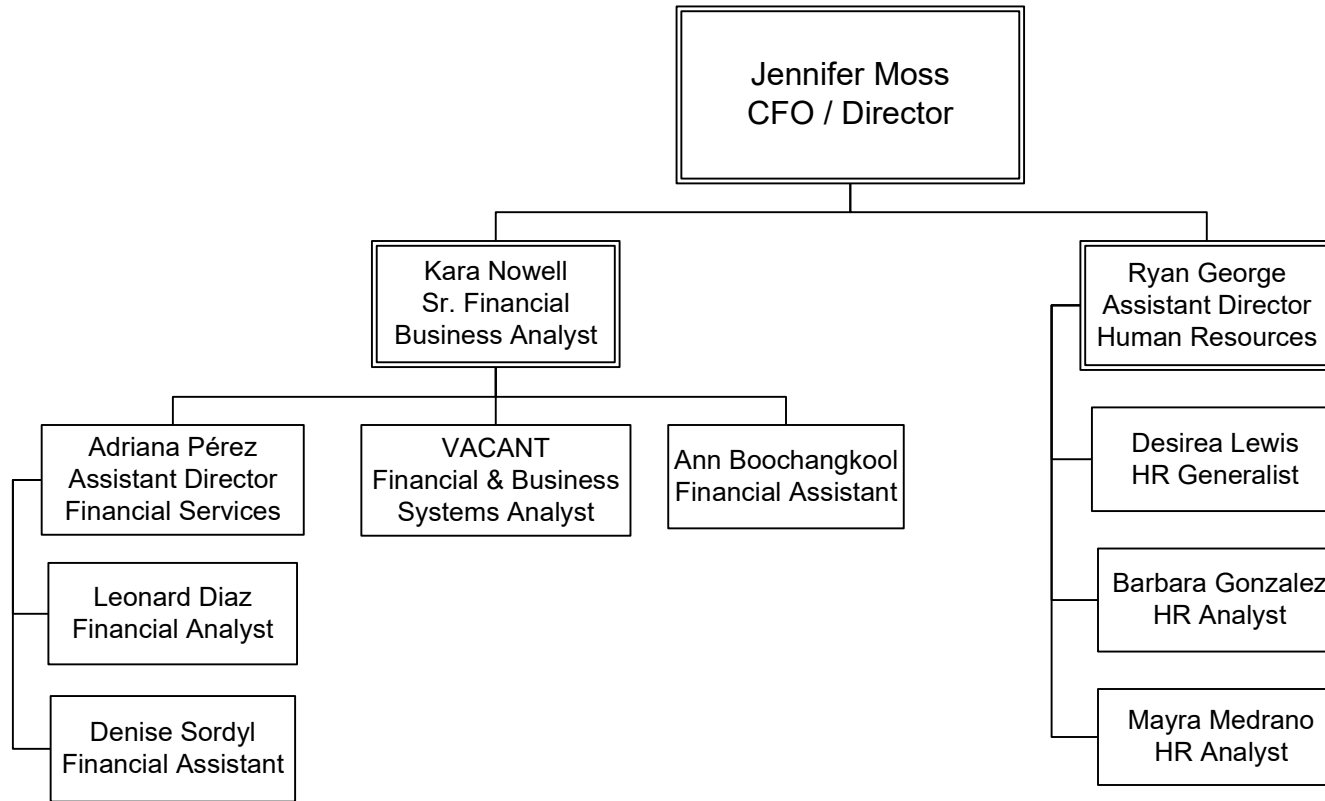 Jennifer Moss
CFO / Director
Kara Nowell
Sr. Financial
Business Analyst
Ryan George
Assistant Director
Human Resources
Adriana Pérez
Assistant Director
Financial Services
VACANT
Financial & Business
Systems Analyst
Ann Boochangkool
Financial Assistant
Desirea Lewis
HR Generalist
Leonard Diaz
Financial Analyst
Barbara Gonzalez
HR Analyst
Denise Sordyl
Financial Assistant
Mayra Medrano
HR Analyst